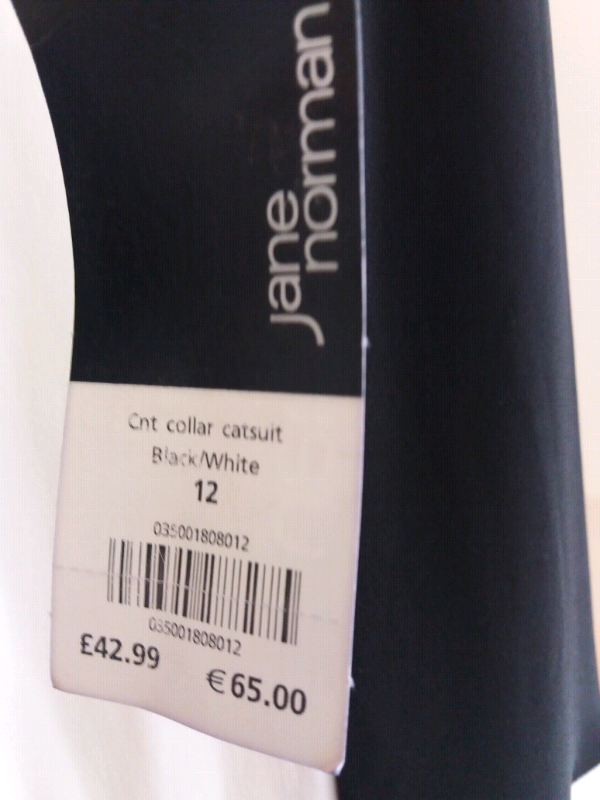 jane
norman
Cnt collar catsuit
Black/White
12
035001808012
035001808012
£42.99
€65.00